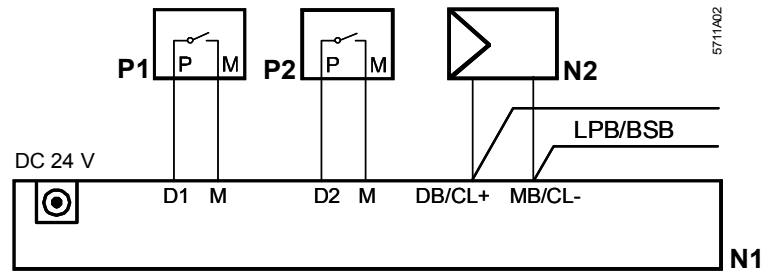 5711A02
P M P M
P1 P2 N2
LPB/BSB
DC 24 V
D1 M D2 M DB/CL+ MB/CL-
N1